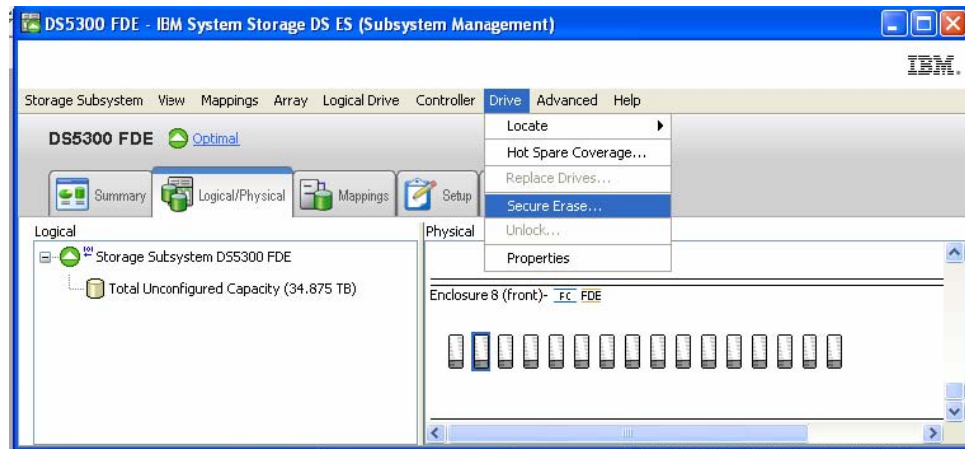 DS5300 FDE - IBM System Storage DS ES (Subsystem Management)
IBM.
Storage Subsystem View Mappings Array Logical Drive Controller Drive Advanced Help
DS5300 FDE Optimal
Locate
Hot Spare Coverage...
Replace Drives...
Secure Erase...
Unlock...
Properties
Summary Logical/Physical Mappings Setup
Logical
Storage Subsystem DS5300 FDE
Total Unconfigured Capacity (34.875 TB)
Physical
Enclosure 8 (front)- FC FDE